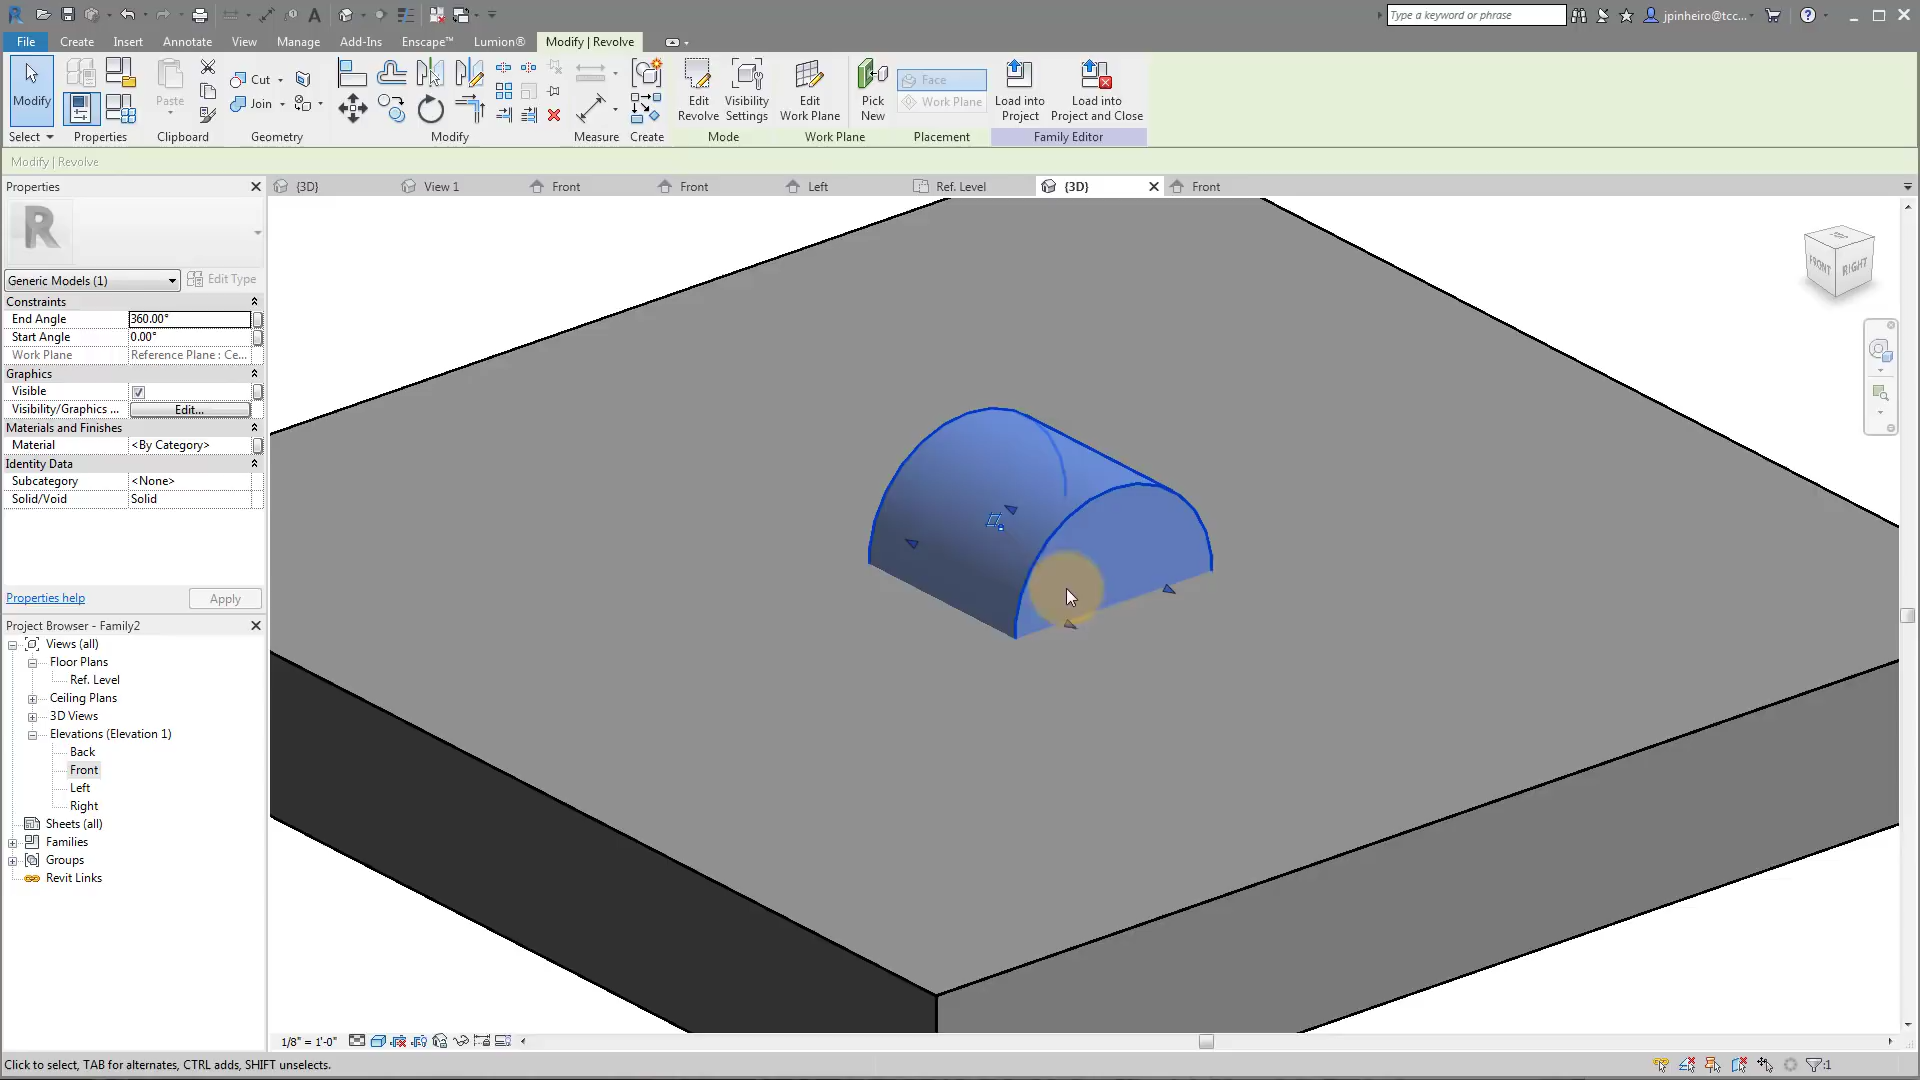 Type a keyword or phrase
jpinheiro@tcc...
File Create Insert Annotate View Manage Add-Ins Enscape™ Lumion® Modify | Revolve
Modify
Paste
Cut
Join
Edit Revolve
Visibility Settings
Edit Work Plane
Pick New
Face
Work Plane
Load into Project
Load into Project and Close
Select Properties Clipboard Geometry Modify Measure Create Mode Work Plane Placement Family Editor
Modify | Revolve
Properties
{3D} View 1 Front Front Left Ref. Level {3D} Front
R
Generic Models (1) Edit Type
Constraints
End Angle 360.00°
Start Angle 0.00°
Work Plane Reference Plane : Ce...
Graphics
Visible
Visibility/Graphics ... Edit...
Materials and Finishes
Material <By Category>
Identity Data
Subcategory <None>
Solid/Void Solid
Properties help Apply
Project Browser - Family2
Views (all)
Floor Plans
Ref. Level
Ceiling Plans
3D Views
Elevations (Elevation 1)
Back
Front
Left
Right
Sheets (all)
Families
Groups
Revit Links
TOP
FRONT RIGHT
1/8" = 1'-0"
Click to select, TAB for alternates, CTRL adds, SHIFT unselects.
:1